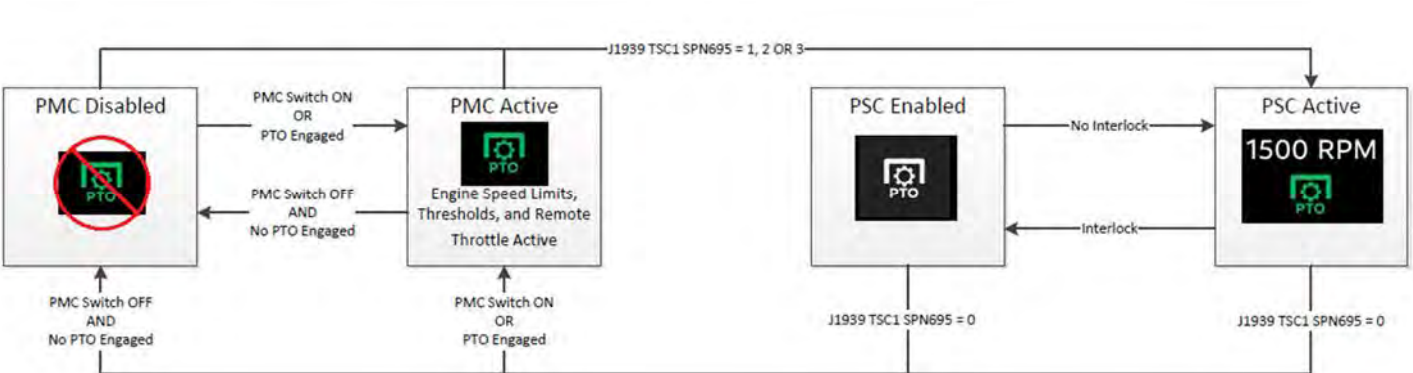 J1939 TSC1 SPN695 = 1, 2 OR 3
PMC Disabled
PTO
PMC Switch ON
OR
PTO Engaged
PMC Switch OFF
AND
No PTO Engaged
PMC Active
PTO
Engine Speed Limits,
Thresholds, and Remote
Throttle Active
PSC Enabled
PTO
No Interlock
Interlock
PSC Active
1500 RPM
PTO
PMC Switch OFF
AND
No PTO Engaged
PMC Switch ON
OR
PTO Engaged
J1939 TSC1 SPN695 = 0
J1939 TSC1 SPN695 = 0